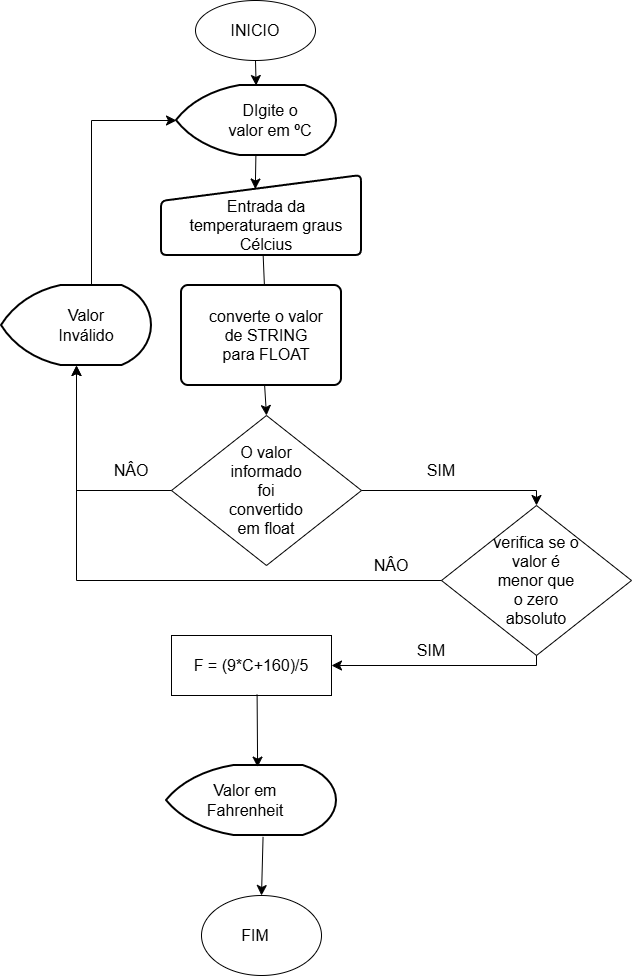 INICIO
DIgite o
valor em ºC
Entrada da
temperaturaem graus
Célcius
Valor
Inválido
converte o valor
de STRING
para FLOAT
NÂO
O valor
informado
foi
convertido
em float
SIM
NÂO
verifica se o
valor é
menor que
o zero
absoluto
SIM
F = (9*C+160)/5
Valor em
Fahrenheit
FIM